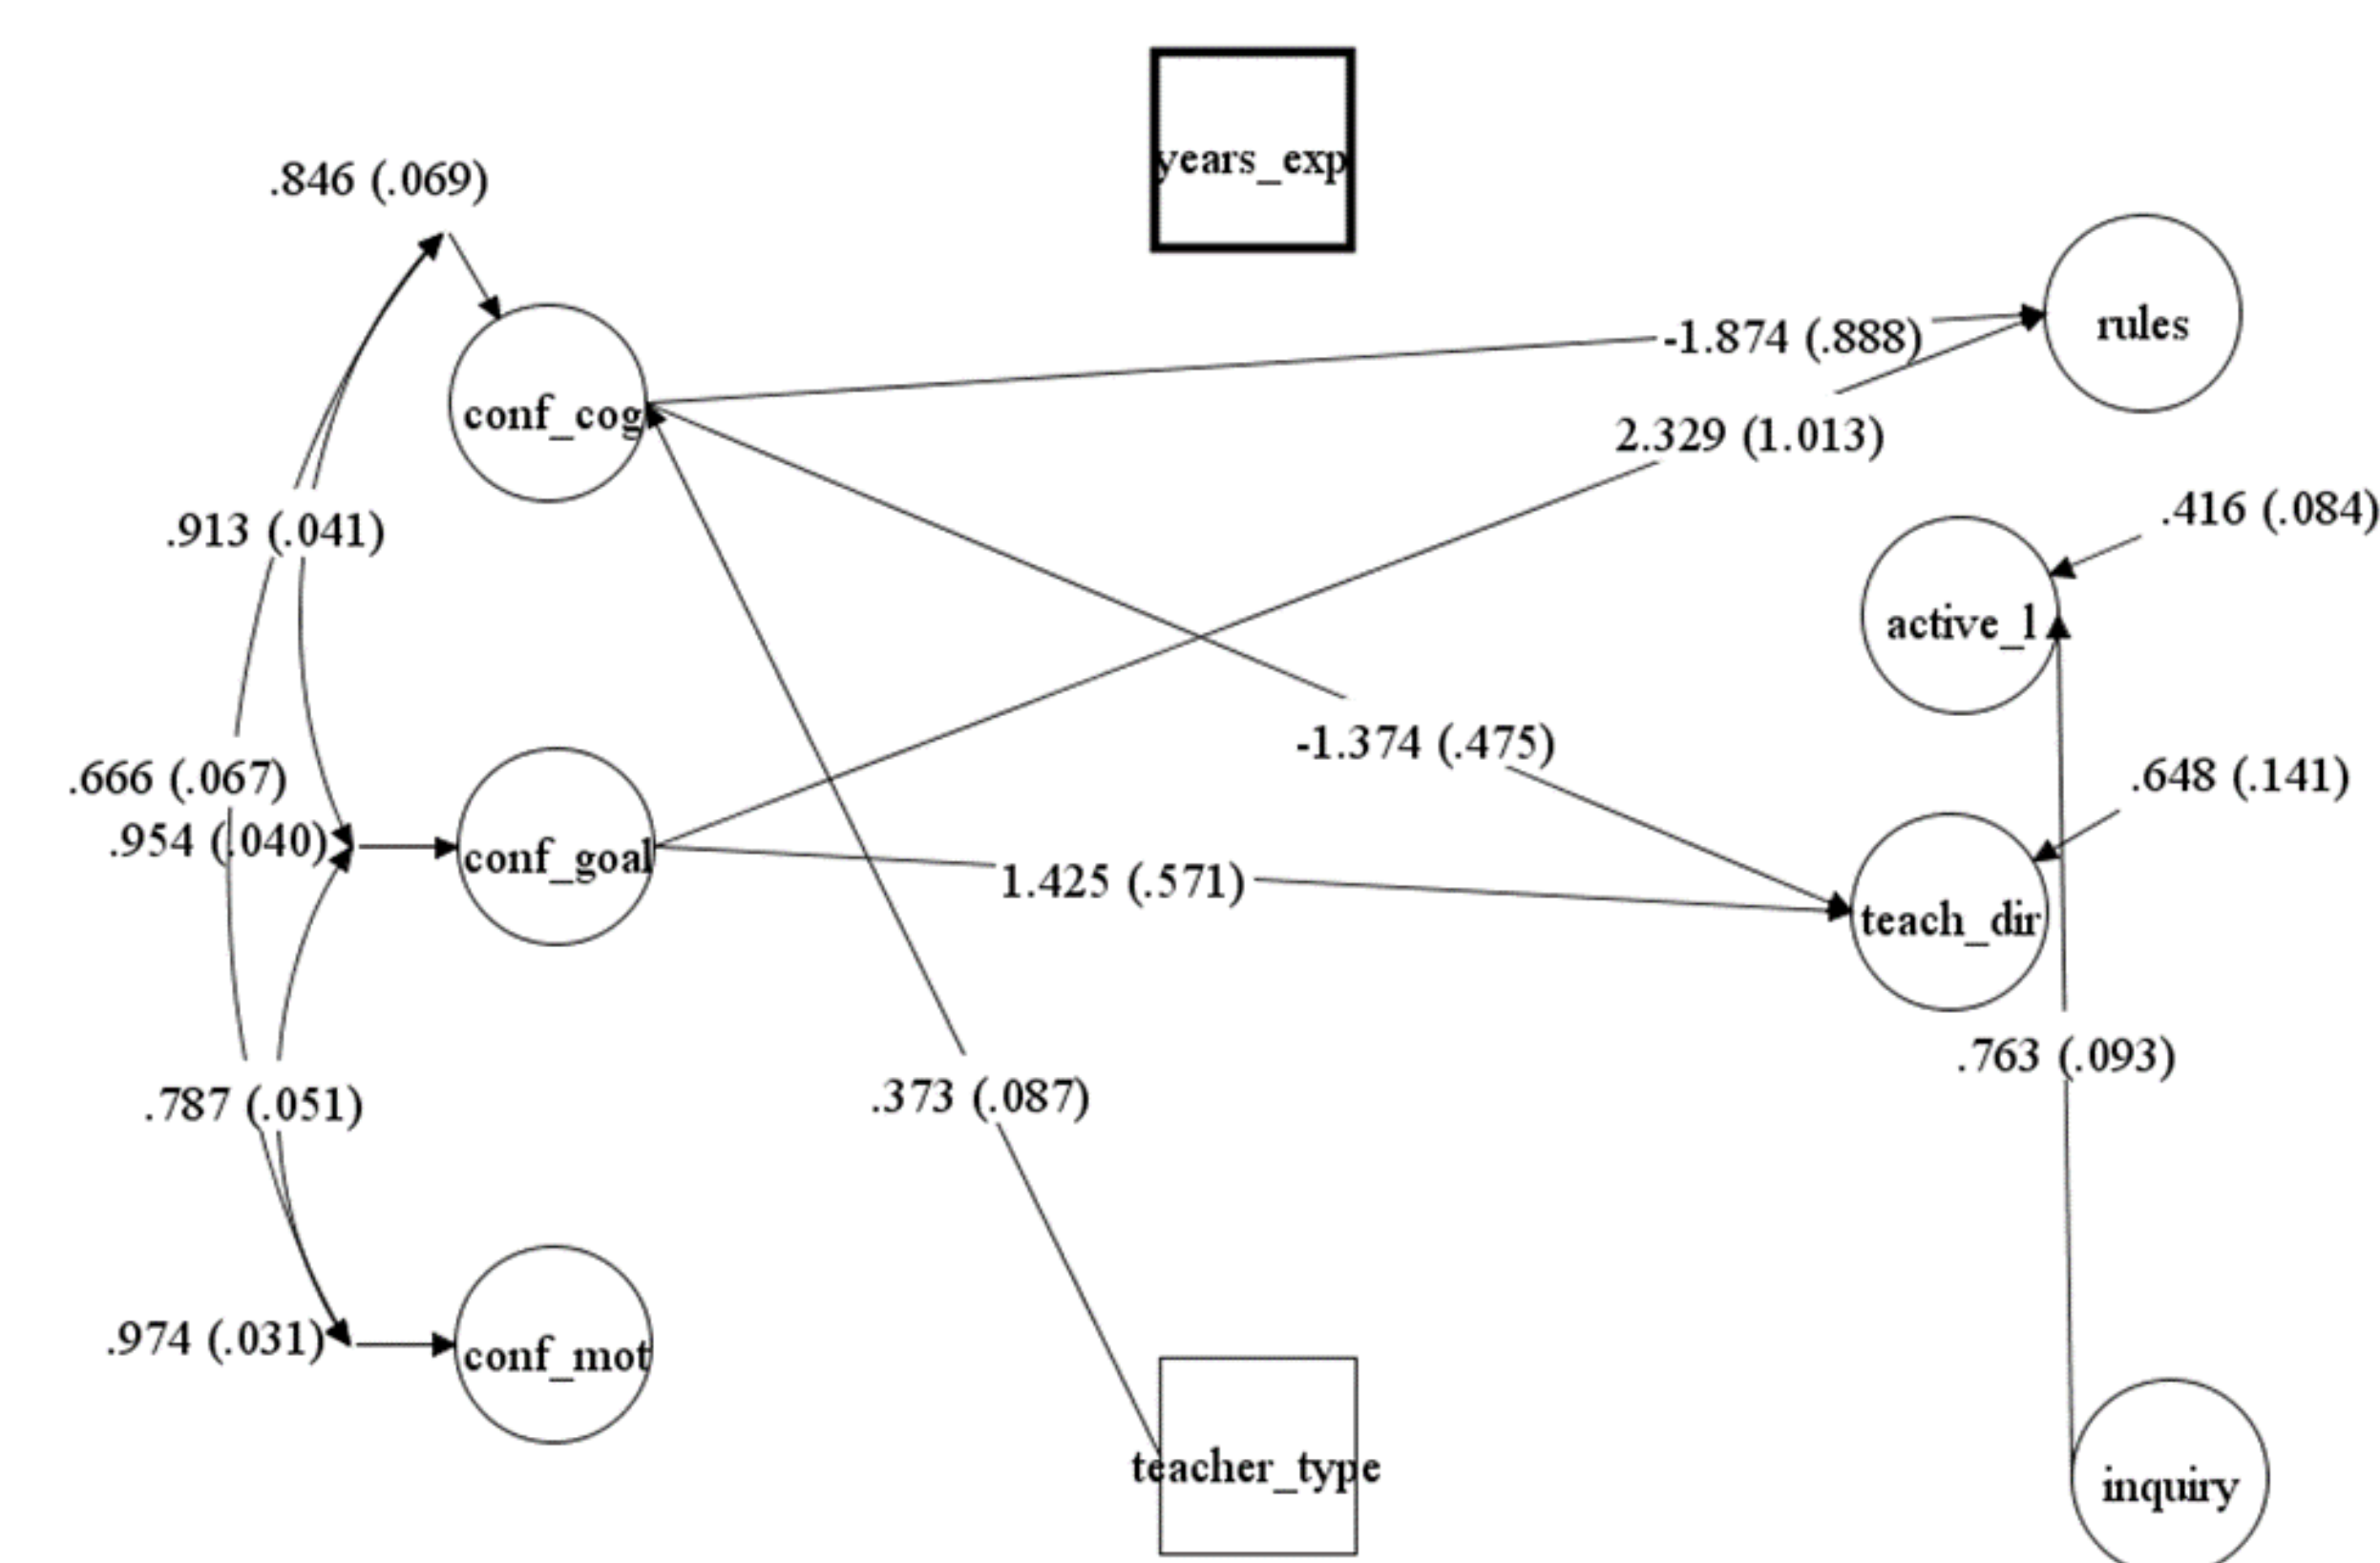 years_exp
.846 (.069)
rules
-1.874 (.888)
conf_cog
2.329 (1.013)
.416 (.084)
.913 (.041)
active_l
-1.374 (.475)
.666 (.067)
.648 (.141)
.954 (.040)
conf_goal
1.425 (.571)
teach_dir
.763 (.093)
.787 (.051)
.373 (.087)
.974 (.031)
conf_mot
teacher_type
inquiry